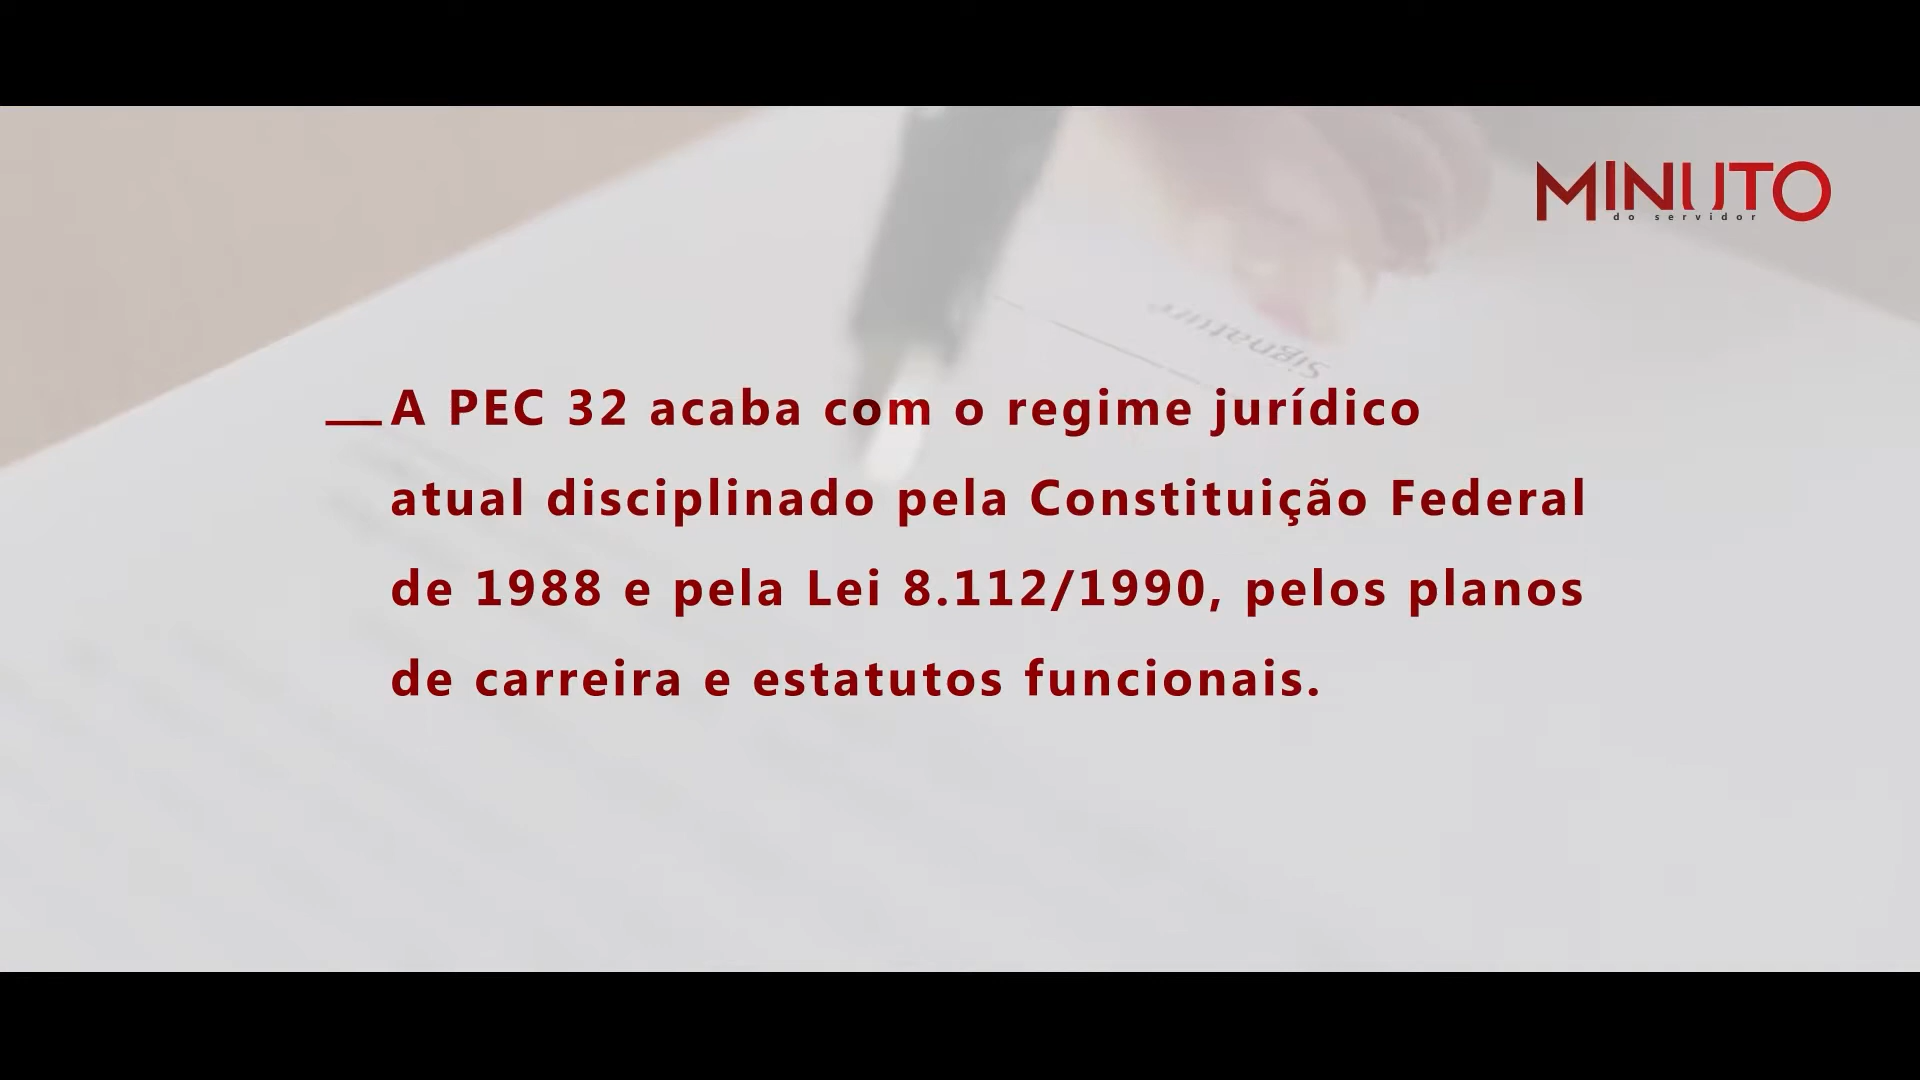 MINUTO
do servidor
Signature
A PEC 32 acaba com o regime jurídico
atual disciplinado pela Constituição Federal
de 1988 e pela Lei 8.112/1990, pelos planos
de carreira e estatutos funcionais.